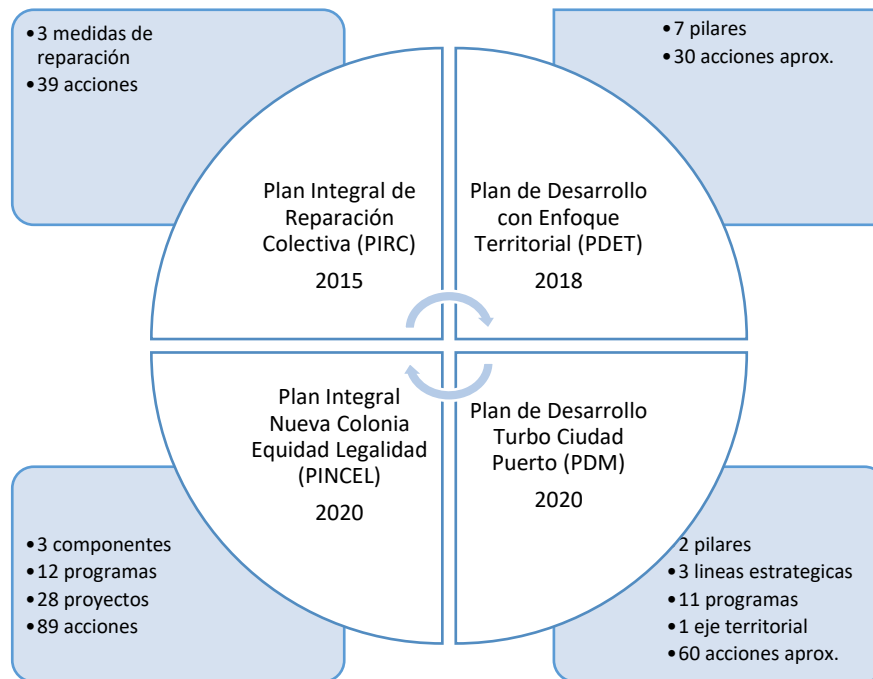 •3 medidas de
reparación
•39 acciones
•7 pilares
•30 acciones aprox.
Plan Integral de
Reparación
Colectiva (PIRC)
2015
Plan de Desarrollo
con Enfoque
Territorial (PDET)
2018
Plan Integral
Nueva Colonia
Equidad Legalidad
(PINCEL)
2020
Plan de Desarrollo
Turbo Ciudad
Puerto (PDM)
2020
•3 componentes
•12 programas
•28 proyectos
•89 acciones
2 pilares
•3 lineas estrategicas
•11 programas
•1 eje territorial
•60 acciones aprox.